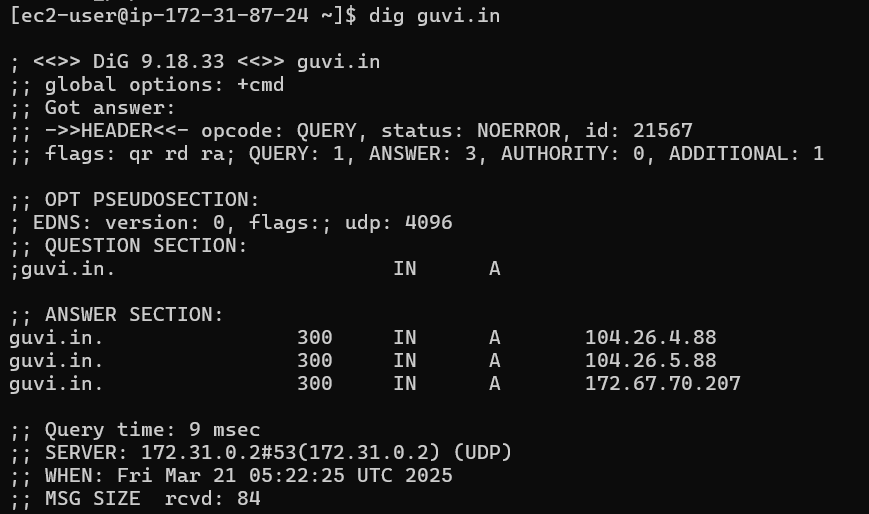 [ec2-user@ip-172-31-87-24 ~]$ dig guvi.in
; <<>> DiG 9.18.33 <<>> guvi.in
;; global options: +cmd
;; Got answer:
;; ->>HEADER<<- opcode: QUERY, status: NOERROR, id: 21567
;; flags: qr rd ra; QUERY: 1, ANSWER: 3, AUTHORITY: 0, ADDITIONAL: 1
;; OPT PSEUDOSECTION:
; EDNS: version: 0, flags:; udp: 4096
;; QUESTION SECTION:
;guvi.in. IN A
;; ANSWER SECTION:
guvi.in. 300 IN A 104.26.4.88
guvi.in. 300 IN A 104.26.5.88
guvi.in. 300 IN A 172.67.70.207
;; Query time: 9 msec
;; SERVER: 172.31.0.2#53(172.31.0.2) (UDP)
;; WHEN: Fri Mar 21 05:22:25 UTC 2025
;; MSG SIZE rcvd: 84